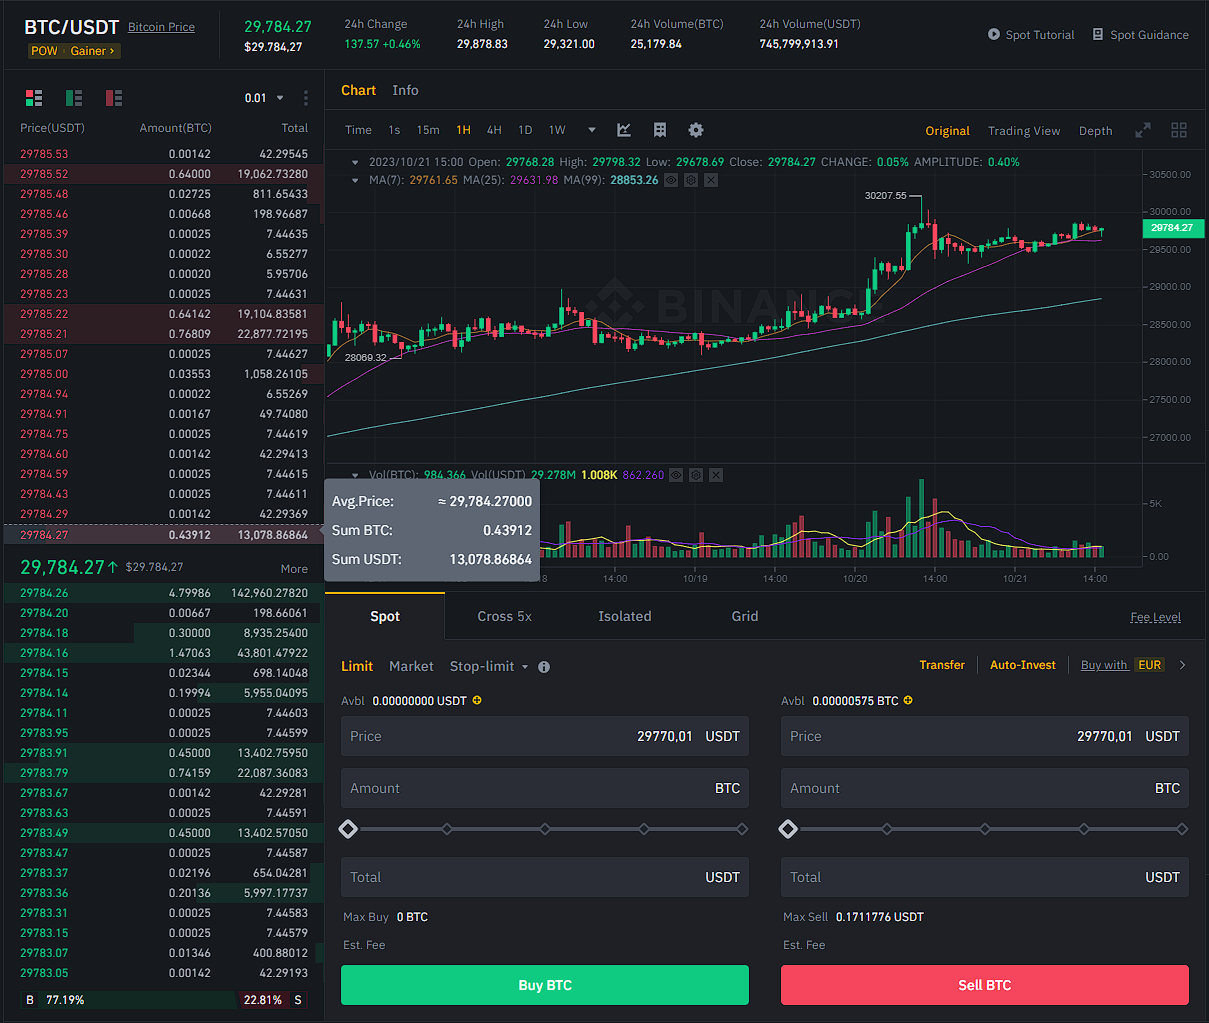 BTC/USDT Bitcoin Price
POW Gainer ›
29,784.27
$29.784,27
24h Change
137.57 +0.46%
24h High
29,878.83
24h Low
29,321.00
24h Volume(BTC)
25,179.84
24h Volume(USDT)
745,799,913.91
Spot Tutorial
Spot Guidance
0.01
Price(USDT) Amount(BTC) Total
29785.53 0.00142 42.29545
29785.52 0.64000 19,062.73280
29785.48 0.02725 811.65433
29785.46 0.00668 198.96687
29785.39 0.00025 7.44635
29785.30 0.00022 6.55277
29785.28 0.00020 5.95706
29785.23 0.00025 7.44631
29785.22 0.64142 19,104.83581
29785.21 0.76809 22,877.72195
29785.07 0.00025 7.44627
29785.00 0.03553 1,058.26105
29784.94 0.00022 6.55269
29784.91 0.00167 49.74080
29784.75 0.00025 7.44619
29784.60 0.00142 42.29413
29784.59 0.00025 7.44615
29784.43 0.00025 7.44611
29784.29 0.00142 42.29369
29784.27 0.43912 13,078.86864
29,784.27↑ $29.784,27 More
29784.26 4.79986 142,960.27820
29784.20 0.00667 198.66061
29784.18 0.30000 8,935.25400
29784.16 1.47063 43,801.47922
29784.15 0.02344 698.14048
29784.14 0.19994 5,955.04095
29784.11 0.00025 7.44603
29783.95 0.00025 7.44599
29783.91 0.45000 13,402.75950
29783.79 0.74159 22,087.36083
29783.67 0.00142 42.29281
29783.63 0.00025 7.44591
29783.49 0.45000 13,402.57050
29783.47 0.00025 7.44587
29783.37 0.02196 654.04281
29783.36 0.20136 5,997.17737
29783.31 0.00025 7.44583
29783.15 0.00025 7.44579
29783.07 0.01346 400.88012
29783.05 0.00142 42.29193
B 77.19% 22.81% S
Chart Info
Time 1s 15m 1H 4H 1D 1W
Original Trading View Depth
2023/10/21 15:00 Open: 29768.28 High: 29798.32 Low: 29678.69 Close: 29784.27 CHANGE: 0.05% AMPLITUDE: 0.40%
MA(7): 29761.65 MA(25): 29631.98 MA(99): 28853.26
30207.55
28069.32
BINANC
30500.00
30000.00
29784.27
29500.00
29000.00
28500.00
28000.00
27500.00
27000.00
Vol(BTC): 984.366 Vol(USDT) 29.278M 1.008K 862.260
5K
0.00
Avg.Price: ≈ 29,784.27000
Sum BTC: 0.43912
Sum USDT: 13,078.86864
18 14:00 10/19 14:00 10/20 14:00 10/21 14:00
Spot Cross 5x Isolated Grid
Fee Level
Limit Market Stop-limit
Transfer Auto-Invest Buy with EUR
Avbl 0.00000000 USDT
Price 29770,01 USDT
Amount BTC
Total USDT
Max Buy 0 BTC
Est. Fee
Buy BTC
Avbl 0.00000575 BTC
Price 29770,01 USDT
Amount BTC
Total USDT
Max Sell 0.1711776 USDT
Est. Fee
Sell BTC